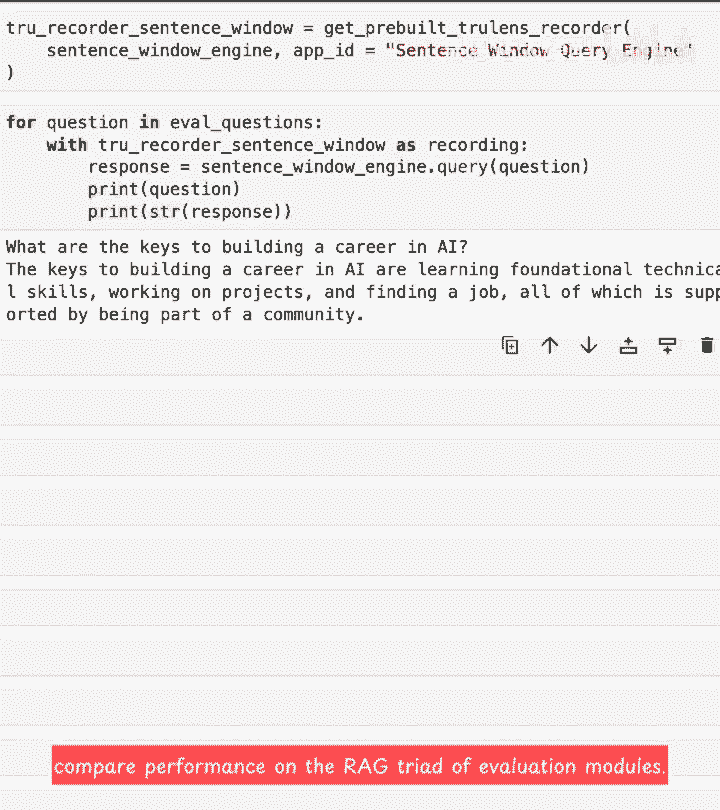 tru_recorder_sentence_window = get_prebuilt_trulens_recorder(
    sentence_window_engine, app_id = "Sentence Window Query Engine"
)
for question in eval_questions:
    with tru_recorder_sentence_window as recording:
        response = sentence_window_engine.query(question)
        print(question)
        print(str(response))
What are the keys to building a career in AI?
The keys to building a career in AI are learning foundational technica
l skills, working on projects, and finding a job, all of which is supp
orted by being part of a community.
compare performance on the RAG triad of evaluation modules.